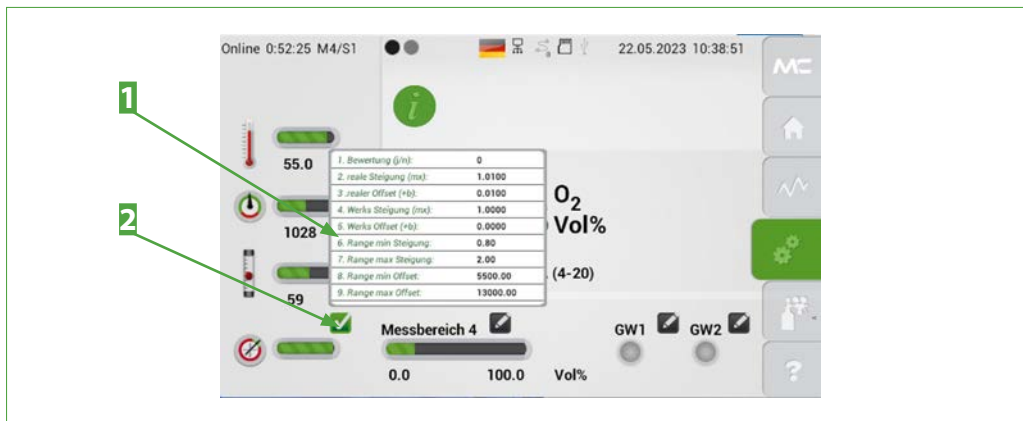 Online 0:52:25 M4/S1 22.05.2023 10:38:51
MC
1
i
55.0
1. Bewertung (j/n): 0
2. reale Steigung (mx): 1.0100
3 .realer Offset (+b): 0.0100
4. Werks Steigung (mx): 1.0000
5. Werks Offset (+b): 0.0000
6. Range min Steigung: 0.80
7. Range max Steigung: 2.00
8. Range min Offset: 5500.00
9. Range max Offset: 13000.00
O2
Vol%
2
1028
(4-20)
59
Messbereich 4 GW1 GW2
0.0 100.0 Vol%
?